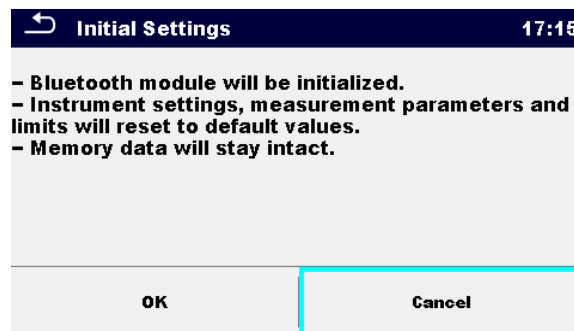 Initial Settings 17:15
– Bluetooth module will be initialized.
– Instrument settings, measurement parameters and
limits will reset to default values.
– Memory data will stay intact.
OK Cancel